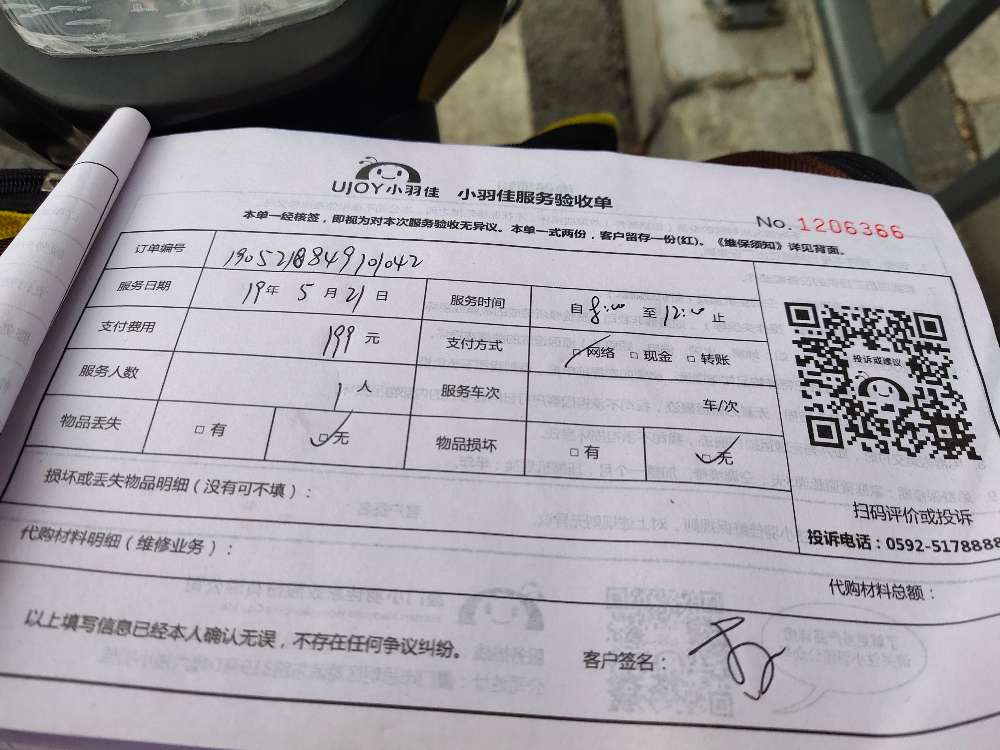 UJOY小羽佳 小羽佳服务验收单
No.1206366
本单一经核签，即视为对本次服务验收无异议。本单一式两份，客户留存一份(红)。《维保须知》详见背面。
订单编号 1905218849101042
服务日期 19年 5月 21日 服务时间 自 8:00 至 12:00 止
支付费用 199 元 支付方式 □网络 □现金 □转账
服务人数 1人 服务车次 车/次
物品丢失 □有 □无 物品损坏 □有 □无
投诉或建议
扫码评价或投诉
投诉电话：0592-5178888
损坏或丢失物品明细（没有可不填）：
代购材料明细（维修业务）：
代购材料总额：
以上填写信息已经本人确认无误，不存在任何争议纠纷。
客户签名：